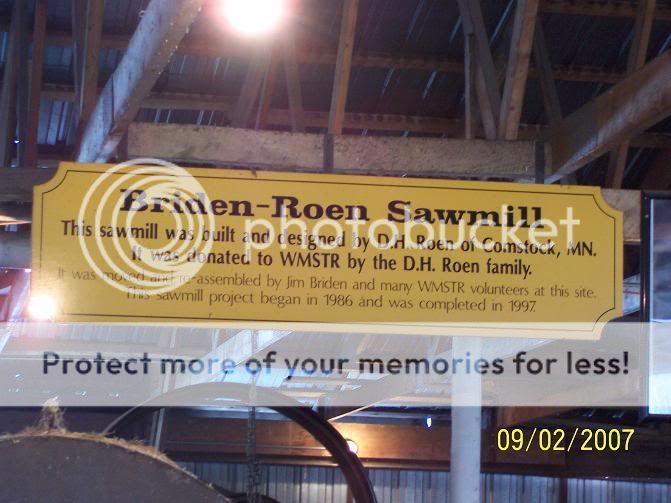 Briden-Roen Sawmill
This sawmill was built and designed by D.H. Roen of Comstock, MN.
It was donated to WMSTR by the D.H. Roen family.
It was moved and re-assembled by Jim Briden and many WMSTR volunteers at this site.
This sawmill project began in 1986 and was completed in 1997.
photobucket
Protect more of your memories for less!
09/02/2007